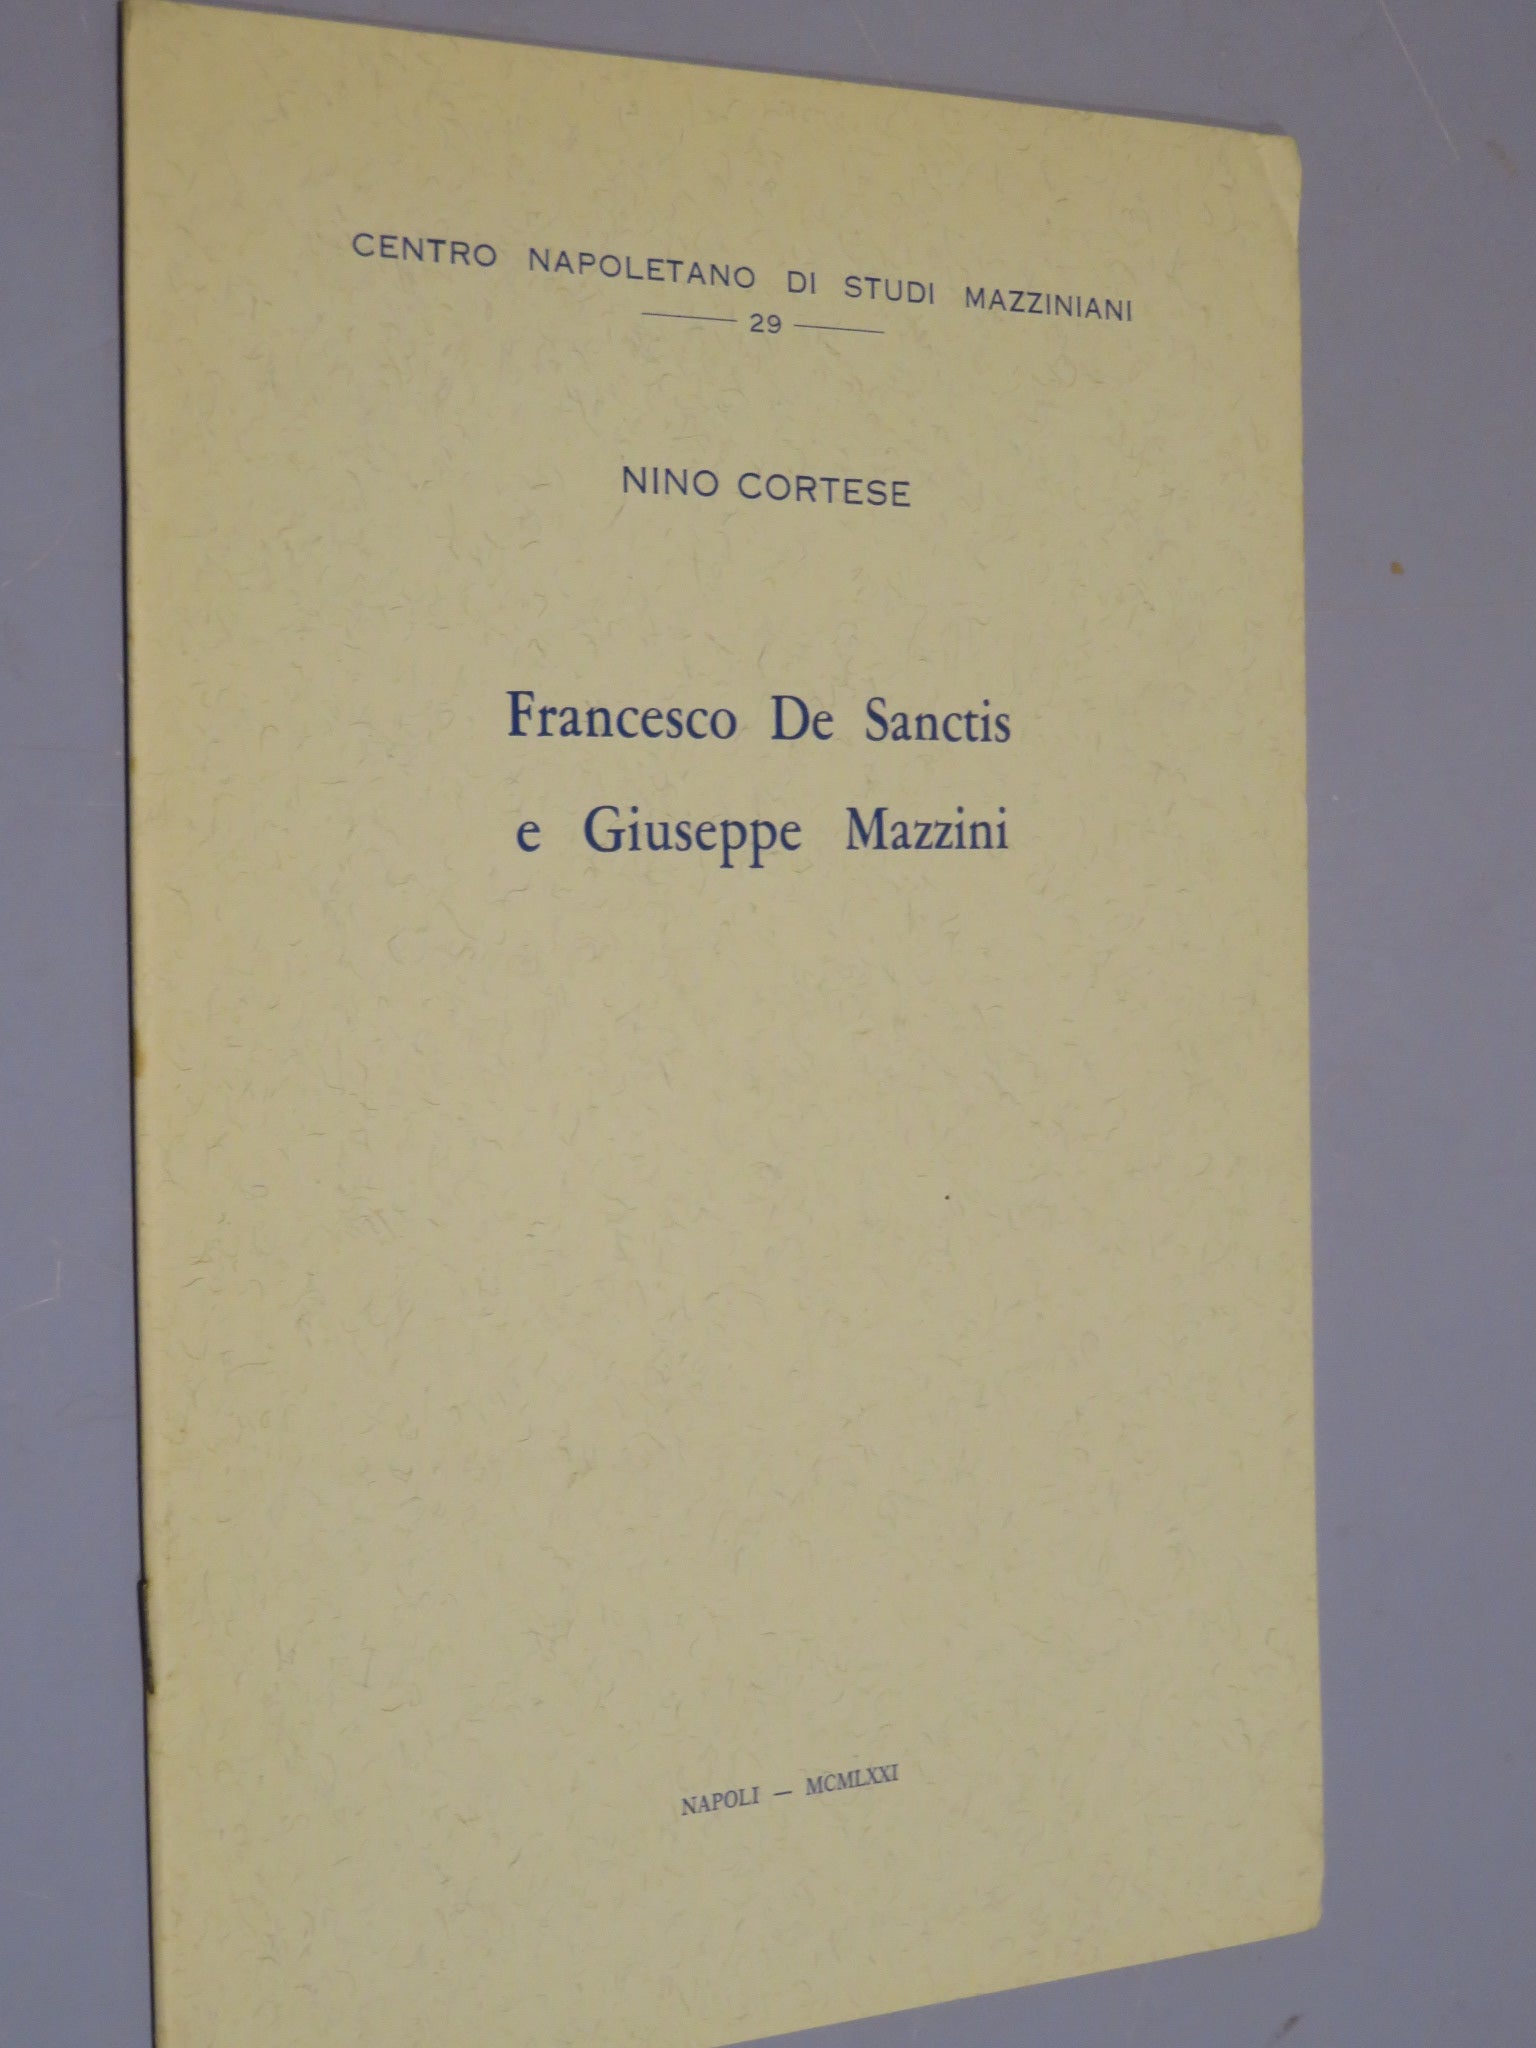 CENTRO NAPOLETANO DI STUDI MAZZINIANI
— 29 —
NINO CORTESE
Francesco De Sanctis
e Giuseppe Mazzini
NAPOLI — MCMLXXI